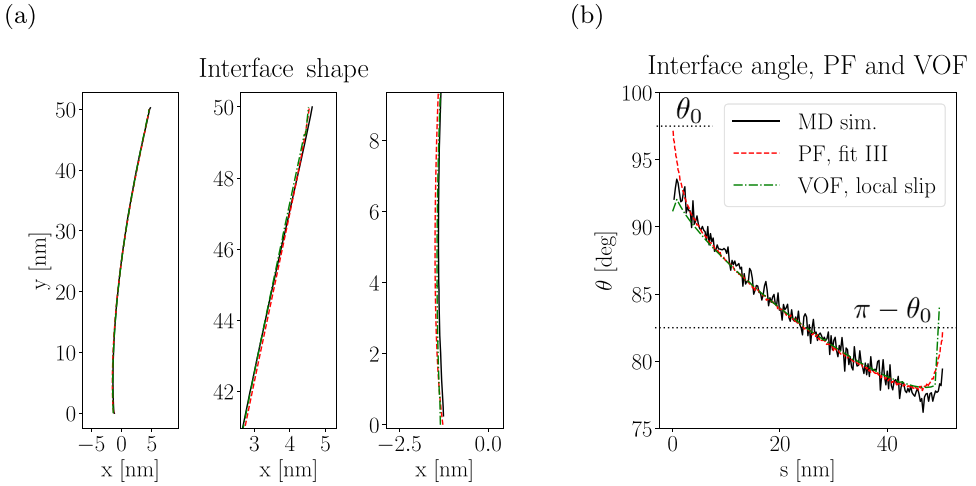 (a)
Interface shape
50
40
30
20
10
0
−5 0 5
y [nm]
x [nm]
50
48
46
44
42
3 4 5
x [nm]
8
6
4
2
0
−2.5 0.0
x [nm]
(b)
Interface angle, PF and VOF
100
95
90
85
80
75
θ [deg]
θ₀
MD sim.
PF, fit III
VOF, local slip
π − θ₀
0 20 40
s [nm]